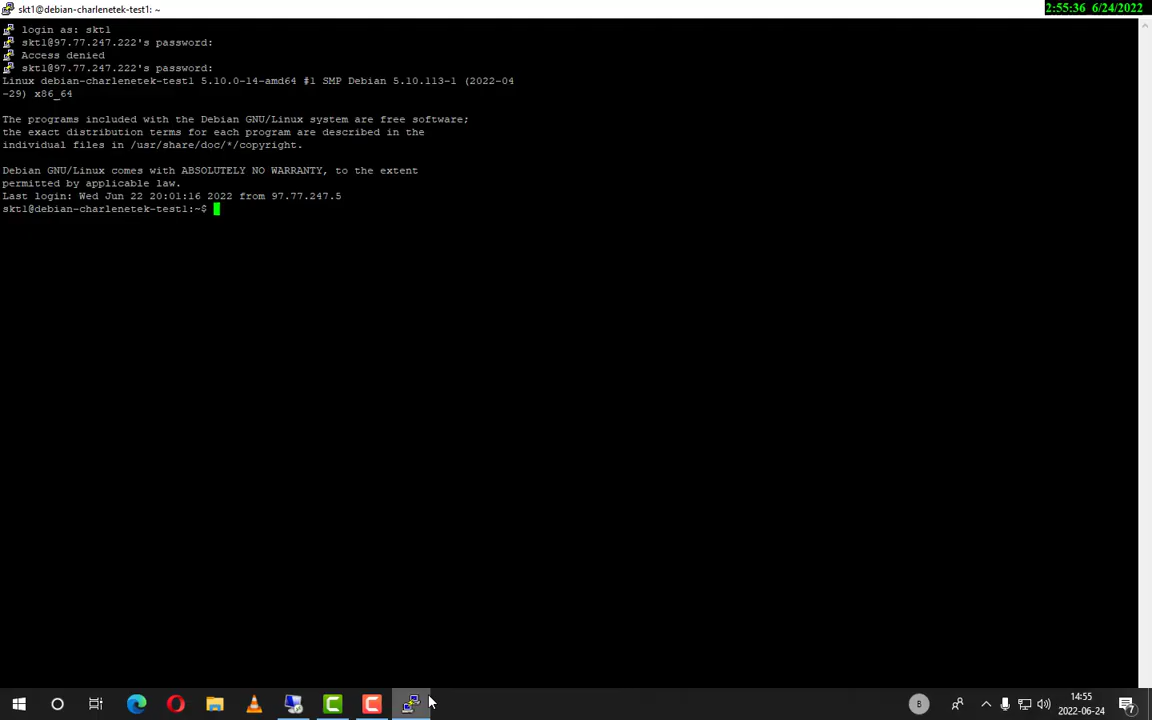 skt1@debian-charlenetek-test1: ~
2:55:36 6/24/2022
login as: skt1
skt1@97.77.247.222's password:
Access denied
skt1@97.77.247.222's password:
Linux debian-charlenetek-test1 5.10.0-14-amd64 #1 SMP Debian 5.10.113-1 (2022-04
-29) x86_64
The programs included with the Debian GNU/Linux system are free software;
the exact distribution terms for each program are described in the
individual files in /usr/share/doc/*/copyright.
Debian GNU/Linux comes with ABSOLUTELY NO WARRANTY, to the extent
permitted by applicable law.
Last login: Wed Jun 22 20:01:16 2022 from 97.77.247.5
skt1@debian-charlenetek-test1:~$
B
14:55
2022-06-24
7